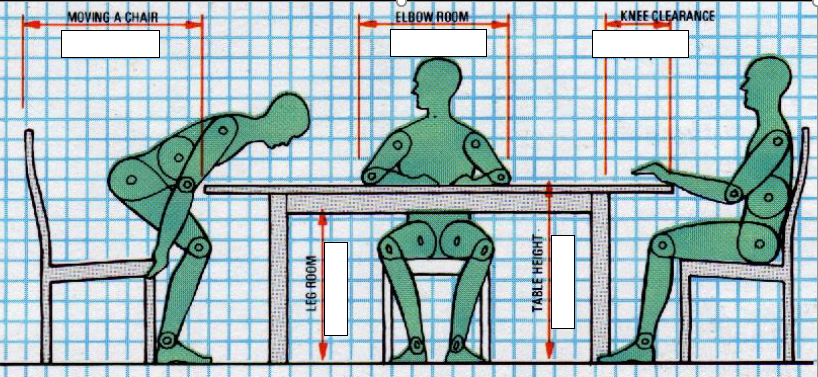 MOVING A CHAIR
ELBOW ROOM
KNEE CLEARANCE
LEG ROOM
TABLE HEIGHT